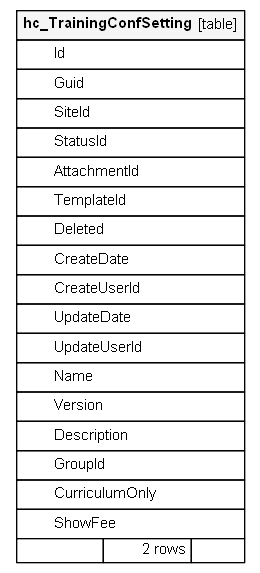 hc_TrainingConfSetting [table]
Id
Guid
SiteId
StatusId
AttachmentId
TemplateId
Deleted
CreateDate
CreateUserId
UpdateDate
UpdateUserId
Name
Version
Description
GroupId
CurriculumOnly
ShowFee
2 rows